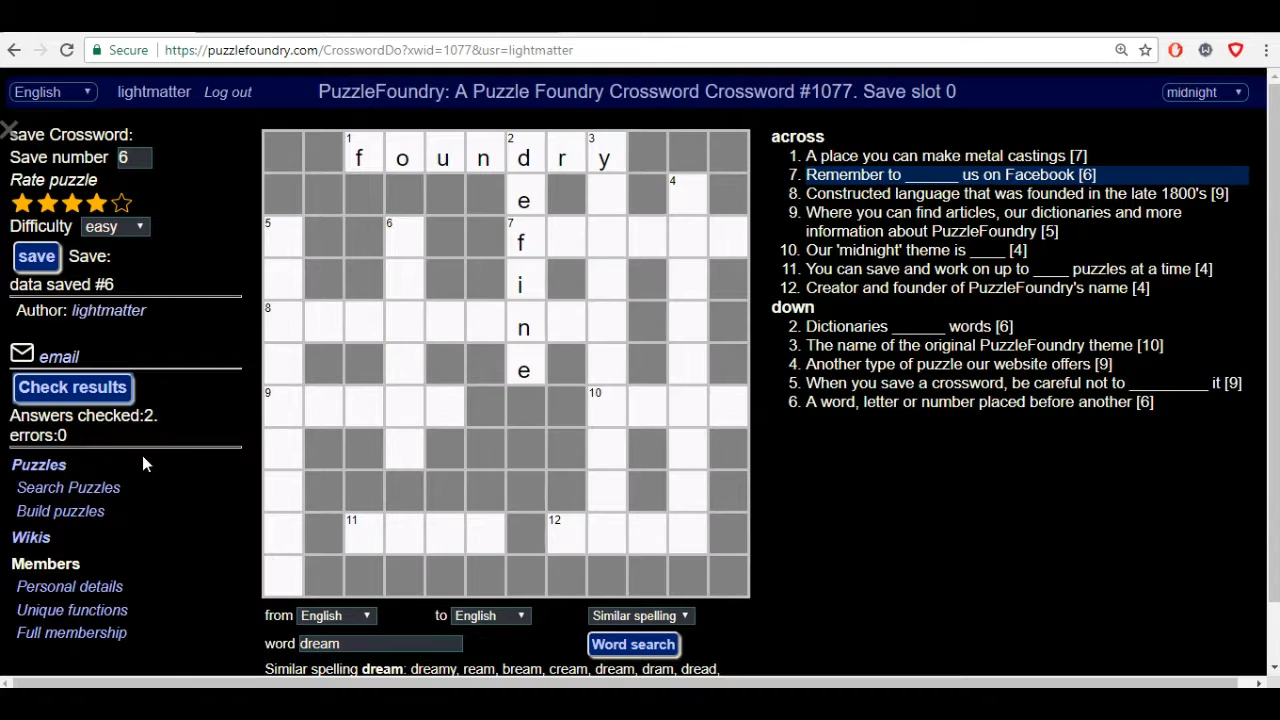 Secure https://puzzlefoundry.com/CrosswordDo?xwid=1077&usr=lightmatter
English lightmatter Log out PuzzleFoundry: A Puzzle Foundry Crossword Crossword #1077. Save slot 0 midnight
save Crossword:
Save number 6
Rate puzzle
Difficulty easy
save Save:
data saved #6
Author: lightmatter
email
Check results
Answers checked:2.
errors:0
Puzzles
Search Puzzles
Build puzzles
Wikis
Members
Personal details
Unique functions
Full membership
1 2 3
f o u n d r y
4
e
5 6 7
f
i
8
n
e
9 10
11 12
from English to English Similar spelling
word dream Word search
Similar spelling dream: dreamy, ream, bream, cream, dream, dram, dread,
across
1. A place you can make metal castings [7]
7. Remember to ______ us on Facebook [6]
8. Constructed language that was founded in the late 1800's [9]
9. Where you can find articles, our dictionaries and more
information about PuzzleFoundry [5]
10. Our 'midnight' theme is ____ [4]
11. You can save and work on up to ____ puzzles at a time [4]
12. Creator and founder of PuzzleFoundry's name [4]
down
2. Dictionaries ______ words [6]
3. The name of the original PuzzleFoundry theme [10]
4. Another type of puzzle our website offers [9]
5. When you save a crossword, be careful not to _________ it [9]
6. A word, letter or number placed before another [6]